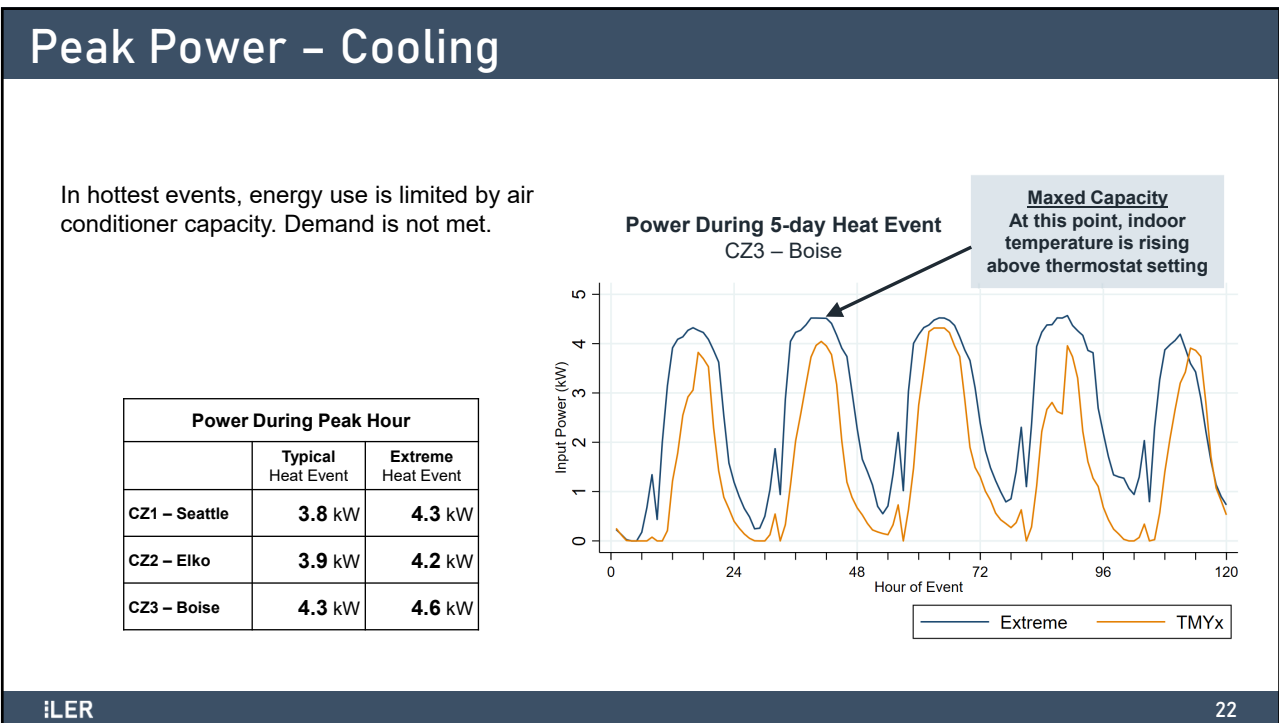 Peak Power – Cooling
In hottest events, energy use is limited by air
conditioner capacity. Demand is not met.
Power During Peak Hour
Typical
Heat Event
Extreme
Heat Event
CZ1 – Seattle 3.8 kW 4.3 kW
CZ2 – Elko 3.9 kW 4.2 kW
CZ3 – Boise 4.3 kW 4.6 kW
Power During 5-day Heat Event
CZ3 – Boise
Maxed Capacity
At this point, indoor
temperature is rising
above thermostat setting
Input Power (kW)
5
4
3
2
1
0
0 24 48 72 96 120
Hour of Event
Extreme TMYx
iLER
22